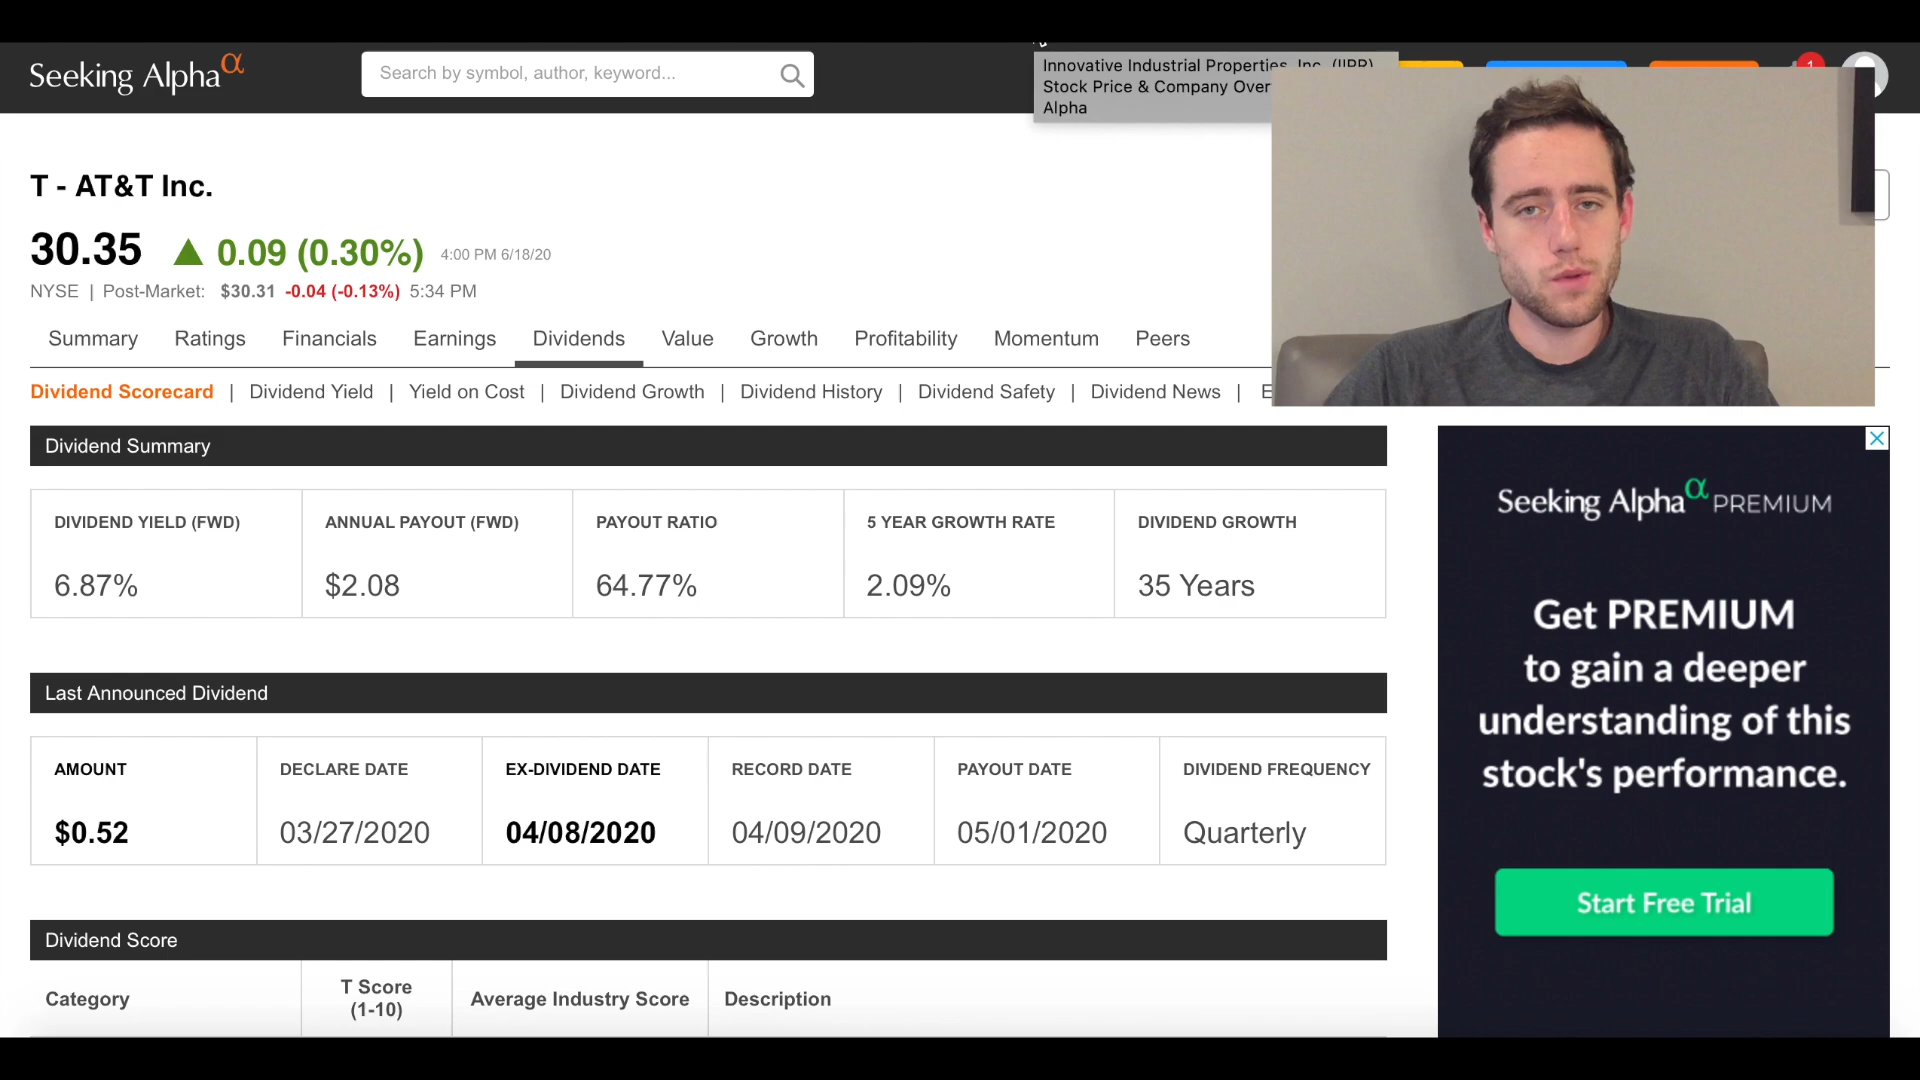 Seeking Alpha α
Search by symbol, author, keyword...
Innovative Industrial Properties, Inc. (IIPR)
Stock Price & Company Over
Alpha
1
T - AT&T Inc.
30.35 ▲ 0.09 (0.30%) 4:00 PM 6/18/20
NYSE | Post-Market: $30.31 -0.04 (-0.13%) 5:34 PM
Summary Ratings Financials Earnings Dividends Value Growth Profitability Momentum Peers
Dividend Scorecard | Dividend Yield | Yield on Cost | Dividend Growth | Dividend History | Dividend Safety | Dividend News | E
Dividend Summary
DIVIDEND YIELD (FWD) ANNUAL PAYOUT (FWD) PAYOUT RATIO 5 YEAR GROWTH RATE DIVIDEND GROWTH
6.87% $2.08 64.77% 2.09% 35 Years
Last Announced Dividend
AMOUNT DECLARE DATE EX-DIVIDEND DATE RECORD DATE PAYOUT DATE DIVIDEND FREQUENCY
$0.52 03/27/2020 04/08/2020 04/09/2020 05/01/2020 Quarterly
Dividend Score
Category T Score (1-10) Average Industry Score Description
Seeking Alpha α PREMIUM
Get PREMIUM
to gain a deeper
understanding of this
stock's performance.
Start Free Trial